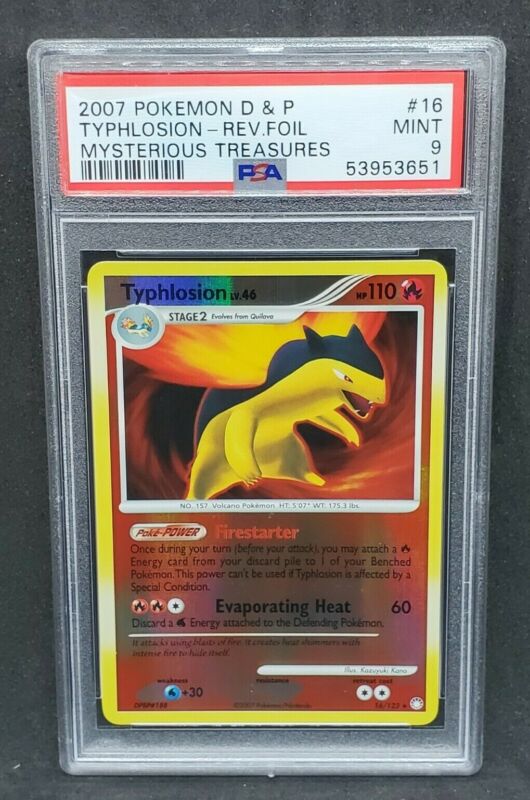 2007 POKEMON D & P #16
TYPHLOSION - REV.FOIL MINT
MYSTERIOUS TREASURES 9
PSA 53953651
Typhlosion LV.46 HP 110
STAGE 2 Evolves from Quilava
NO. 157 Volcano Pokémon HT: 5'07" WT: 175.3 lbs.
Poké-POWER Firestarter
Once during your turn (before your attack), you may attach a
Energy card from your discard pile to 1 of your Benched
Pokémon. This power can't be used if Typhlosion is affected by a
Special Condition.
Evaporating Heat 60
Discard a Energy attached to the Defending Pokémon.
It attacks using blasts of fire. It creates heat shimmers with
intense fire to hide itself.
Illus. Kazuyuki Kano
weakness resistance retreat cost
+30
DPBP#188 ©2007 Pokémon/Nintendo 16/123